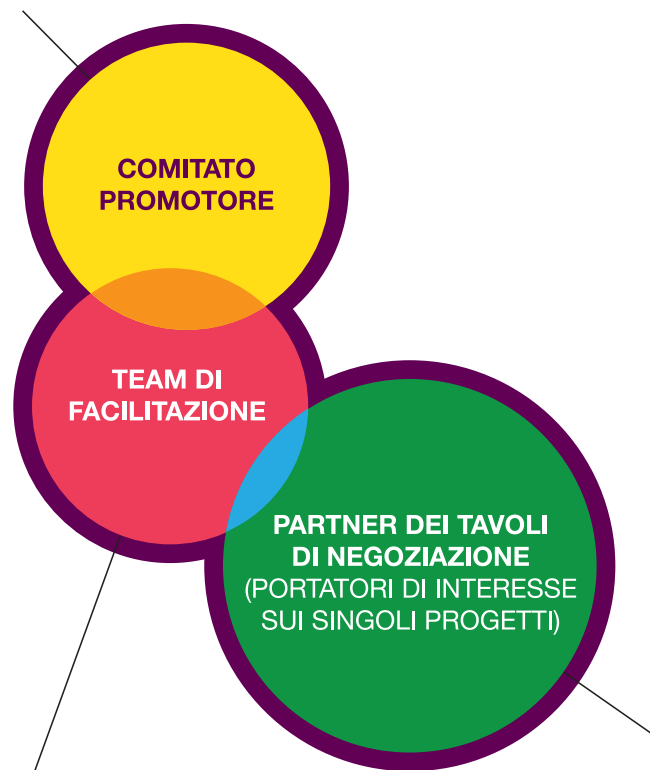 COMITATO
PROMOTORE
TEAM DI
FACILITAZIONE
PARTNER DEI TAVOLI
DI NEGOZIAZIONE
(PORTATORI DI INTERESSE
SUI SINGOLI PROGETTI)